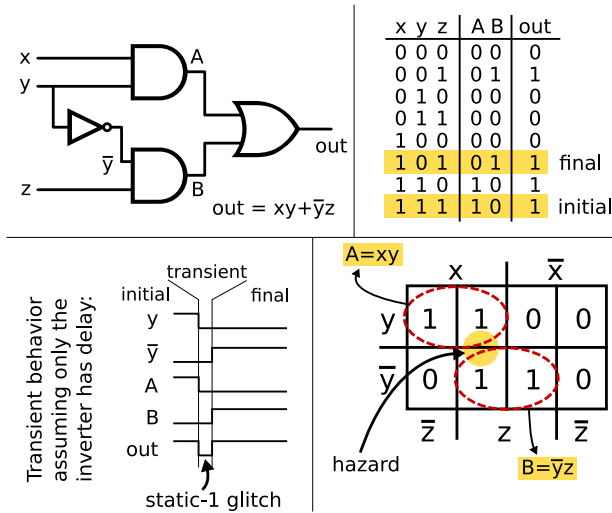 x
y
A
ȳ
z
B
out
out = xy+ȳz
x y z A B out
0 0 0 0 0 0
0 0 1 0 1 1
0 1 0 0 0 0
0 1 1 0 0 0
1 0 0 0 0 0
1 0 1 0 1 1 final
1 1 0 1 0 1
1 1 1 1 0 1 initial
Transient behavior
assuming only the
inverter has delay:
transient
initial final
y
ȳ
A
B
out
static-1 glitch
A=xy
x x̄
y 1 1 0 0
ȳ 0 1 1 0
z̄ z z̄
hazard
B=ȳz